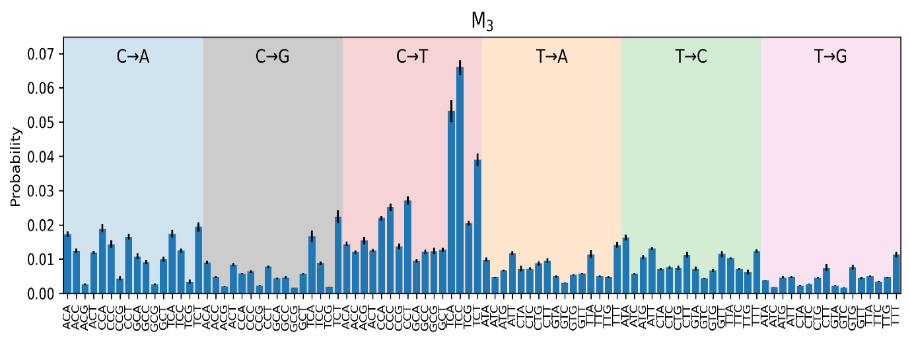 M3
C→A C→G C→T T→A T→C T→G
Probability
0.07
0.06
0.05
0.04
0.03
0.02
0.01
0.00
ACA ACC ACG ACT CCA CCC CCG CCT GCA GCC GCG GCT TCA TCC TCG TCT ACA ACC ACG ACT CCA CCC CCG CCT GCA GCC GCG GCT TCA TCC TCG TCT ACA ACC ACG ACT CCA CCC CCG CCT GCA GCC GCG GCT TCA TCC TCG TCT ATA ATC ATG ATT CTA CTC CTG CTT GTA GTC GTG GTT TTA TTC TTG TTT ATA ATC ATG ATT CTA CTC CTG CTT GTA GTC GTG GTT TTA TTC TTG TTT ATA ATC ATG ATT CTA CTC CTG CTT GTA GTC GTG GTT TTA TTC TTG TTT